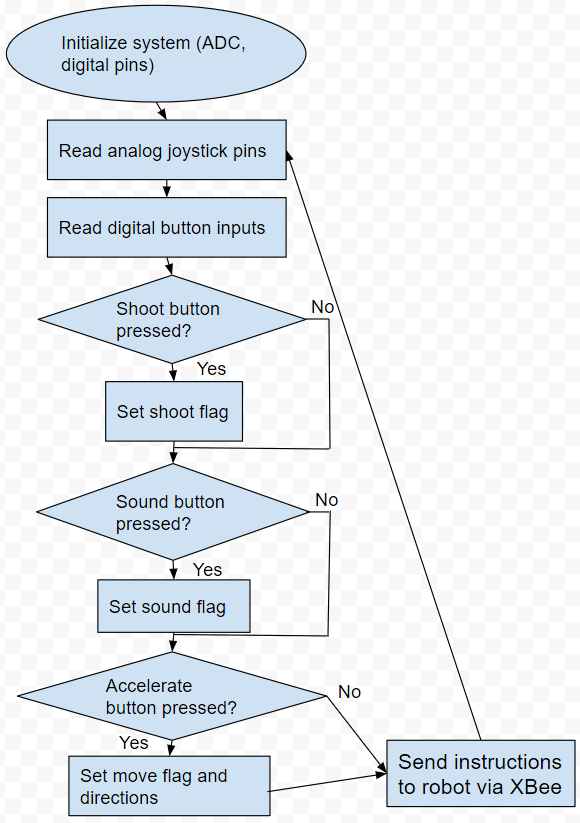 Initialize system (ADC,
digital pins)
Read analog joystick pins
Read digital button inputs
Shoot button
pressed?
No
Yes
Set shoot flag
Sound button
pressed?
No
Yes
Set sound flag
Accelerate
button pressed?
No
Yes
Set move flag and
directions
Send instructions
to robot via XBee